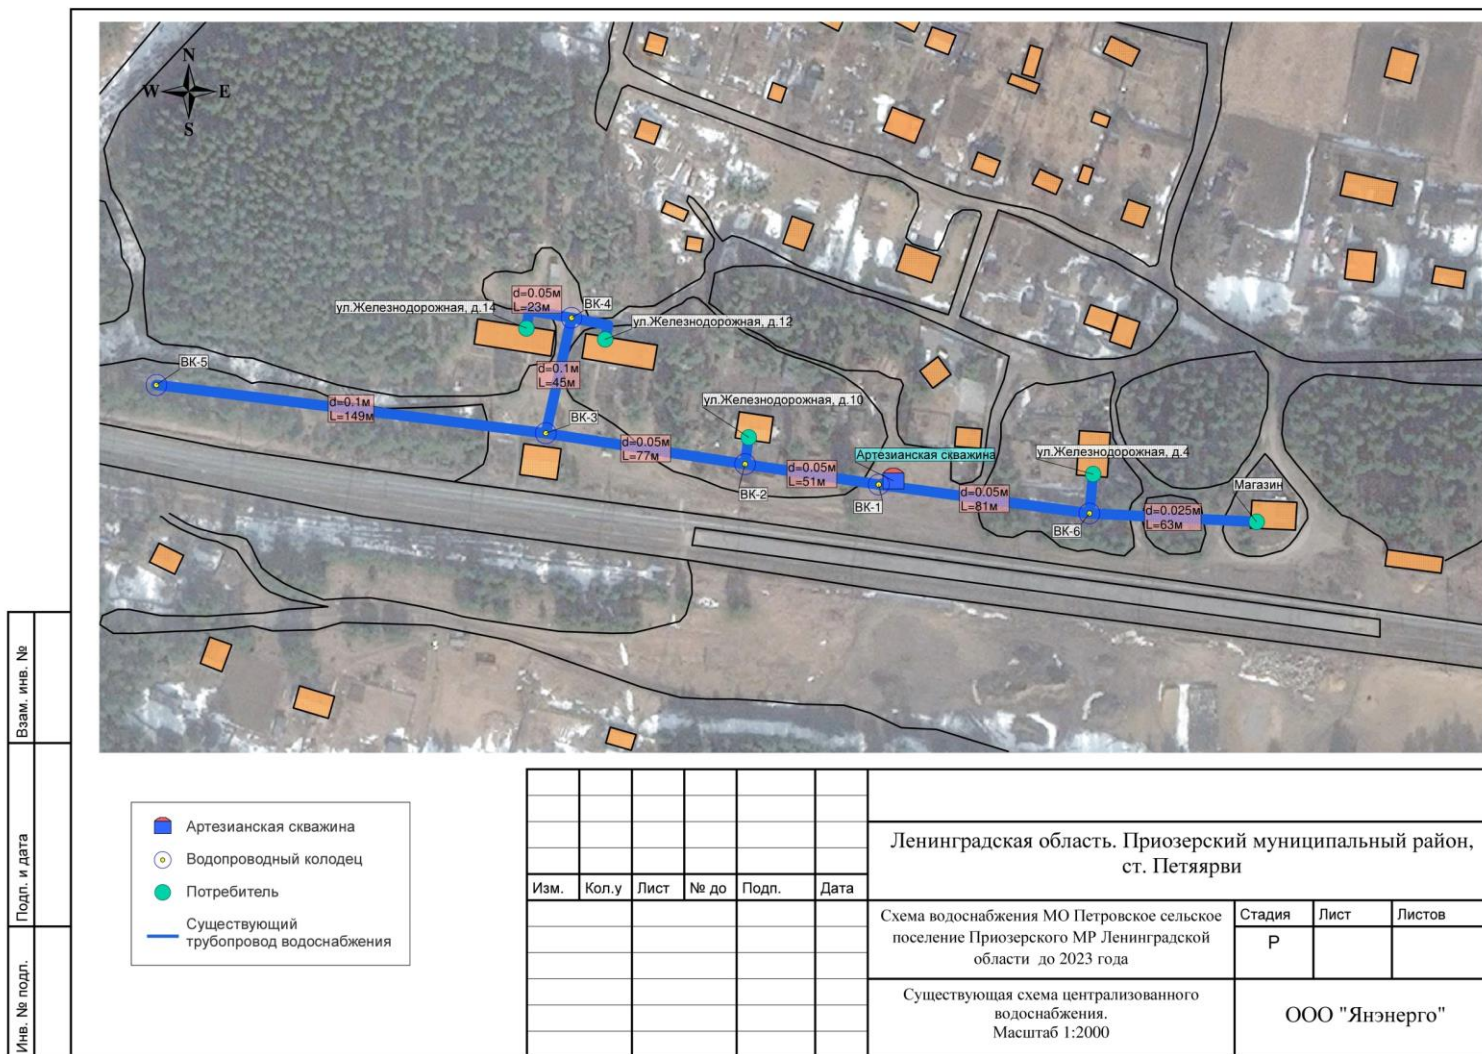 N
W
E
S
d=0.05м
L=23м
ВК-4
ул.Железнодорожная, д.14
ул.Железнодорожная, д.12
ВК-5
d=0.1м
L=45м
d=0.1м
L=149м
ул.Железнодорожная, д.10
ВК-3
d=0.05м
L=77м
Артезианская скважина
ул.Железнодорожная, д.4
d=0.05м
L=51м
ВК-2
ВК-1
d=0.05м
L=81м
Магазин
d=0.025м
L=63м
ВК-6
Взам. инв. №
Подп. и дата
Инв. № подл.
Артезианская скважина
Водопроводный колодец
Потребитель
Существующий
трубопровод водоснабжения
Изм.
Кол.у
Лист
№ до
Подп.
Дата
Ленинградская область. Приозерский муниципальный район,
ст. Петяярви
Схема водоснабжения МО Петровское сельское
поселение Приозерского МР Ленинградской
области до 2023 года
Стадия
Лист
Листов
Р
Существующая схема централизованного
водоснабжения.
Масштаб 1:2000
ООО "Янэнерго"